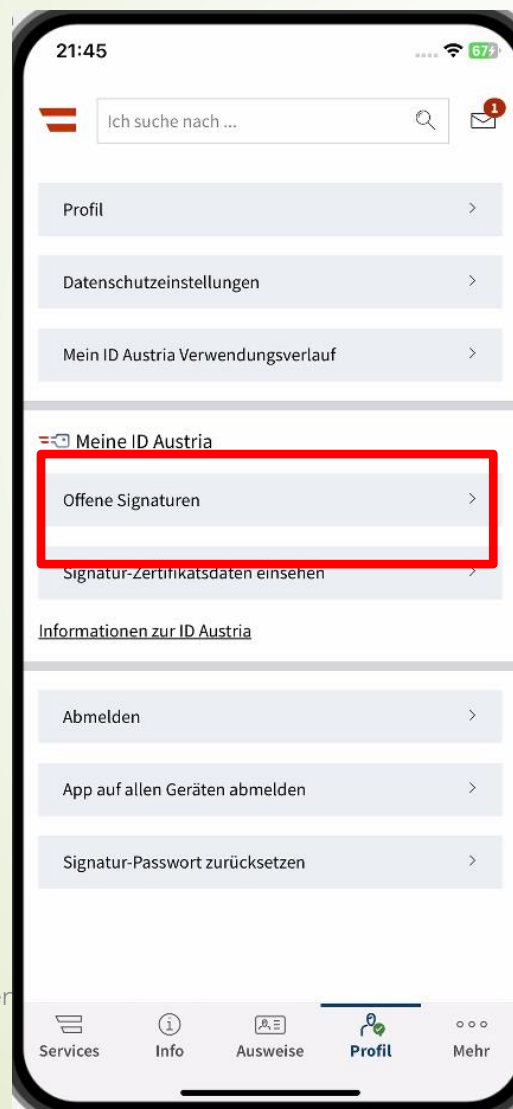 21:45
67
Ich suche nach ...
1
Profil
Datenschutzeinstellungen
Mein ID Austria Verwendungsverlauf
Meine ID Austria
Offene Signaturen
Signatur-Zertifikatsdaten einsehen
Informationen zur ID Austria
Abmelden
App auf allen Geräten abmelden
Signatur-Passwort zurücksetzen
er
Services Info Ausweise Profil Mehr